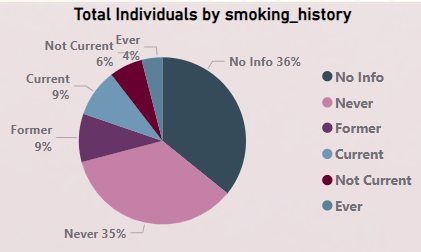 Total Individuals by smoking_history
Not Current
6%
Ever
4%
No Info 36%
Current
9%
Former
9%
Never 35%
No Info
Never
Former
Current
Not Current
Ever